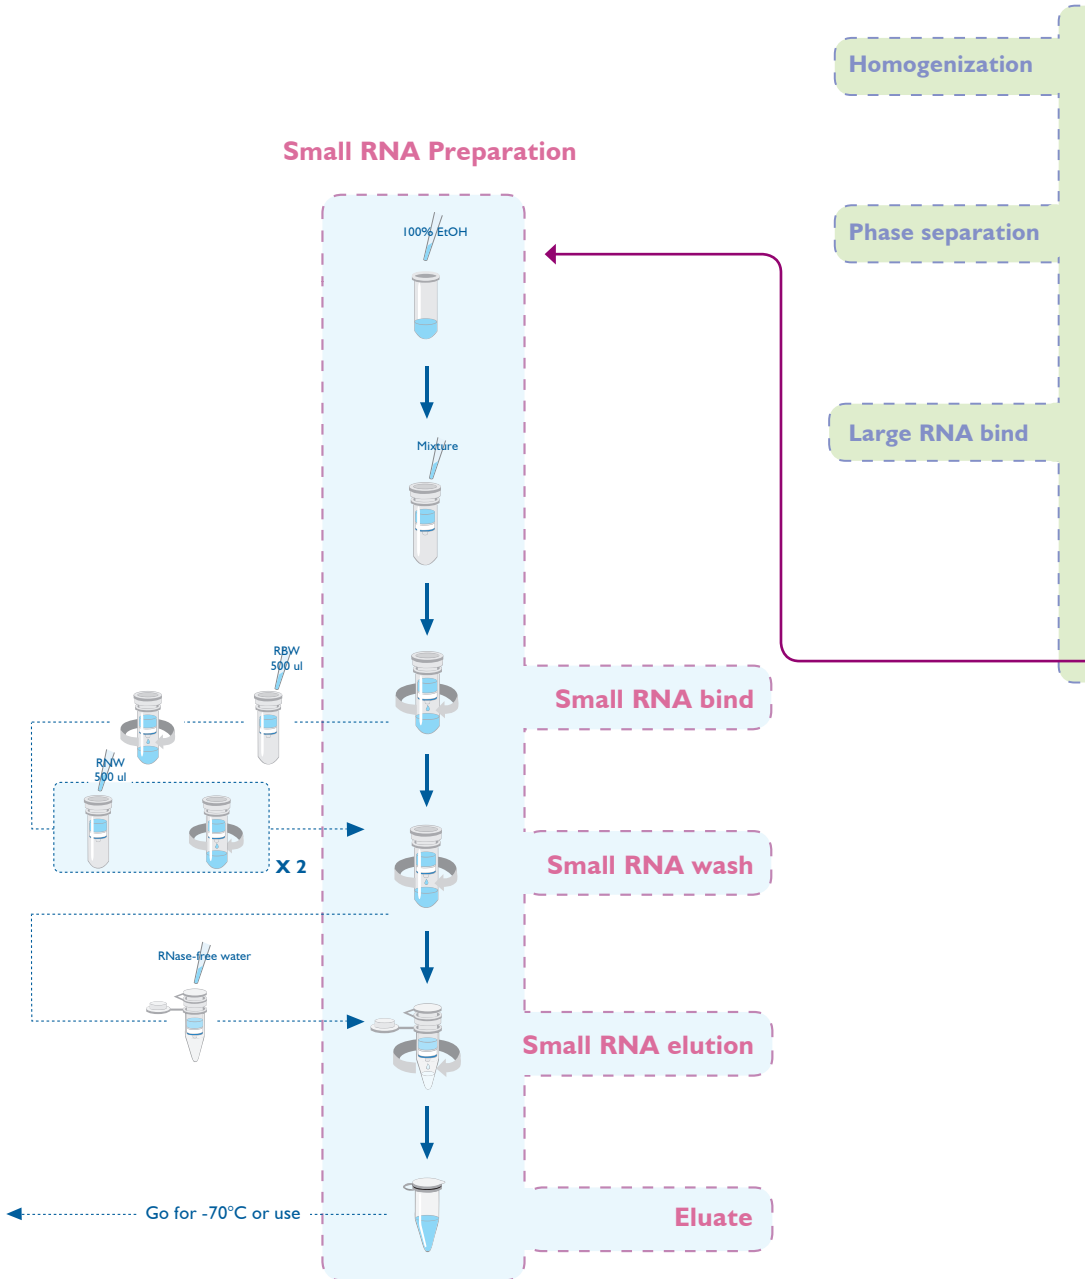 Homogenization
Small RNA Preparation
100% EtOH
Phase separation
Large RNA bind
Mixture
RBW
500 ul
Small RNA bind
RNW
500 ul
X 2
Small RNA wash
RNase-free water
Small RNA elution
Go for -70°C or use
Eluate